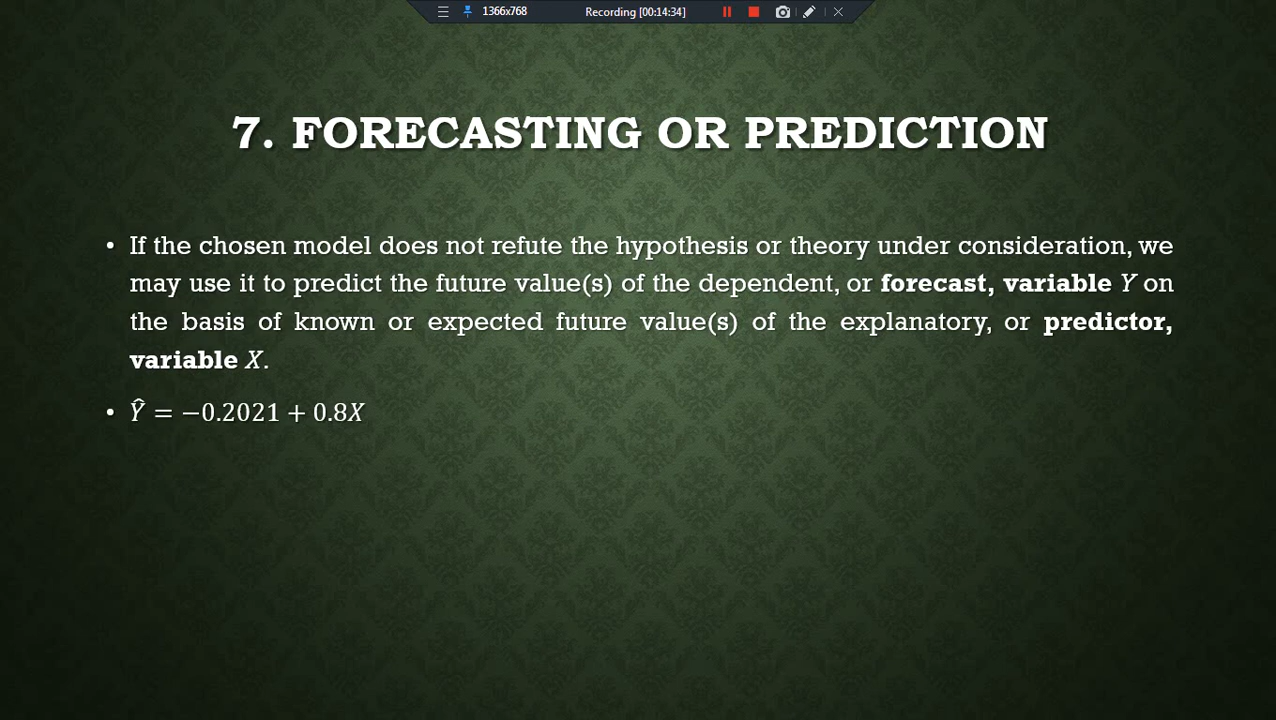 1366x768 Recording [00:14:34]
7. FORECASTING OR PREDICTION
• If the chosen model does not refute the hypothesis or theory under consideration, we
may use it to predict the future value(s) of the dependent, or forecast, variable Y on
the basis of known or expected future value(s) of the explanatory, or predictor,
variable X.
• Ŷ = −0.2021 + 0.8X